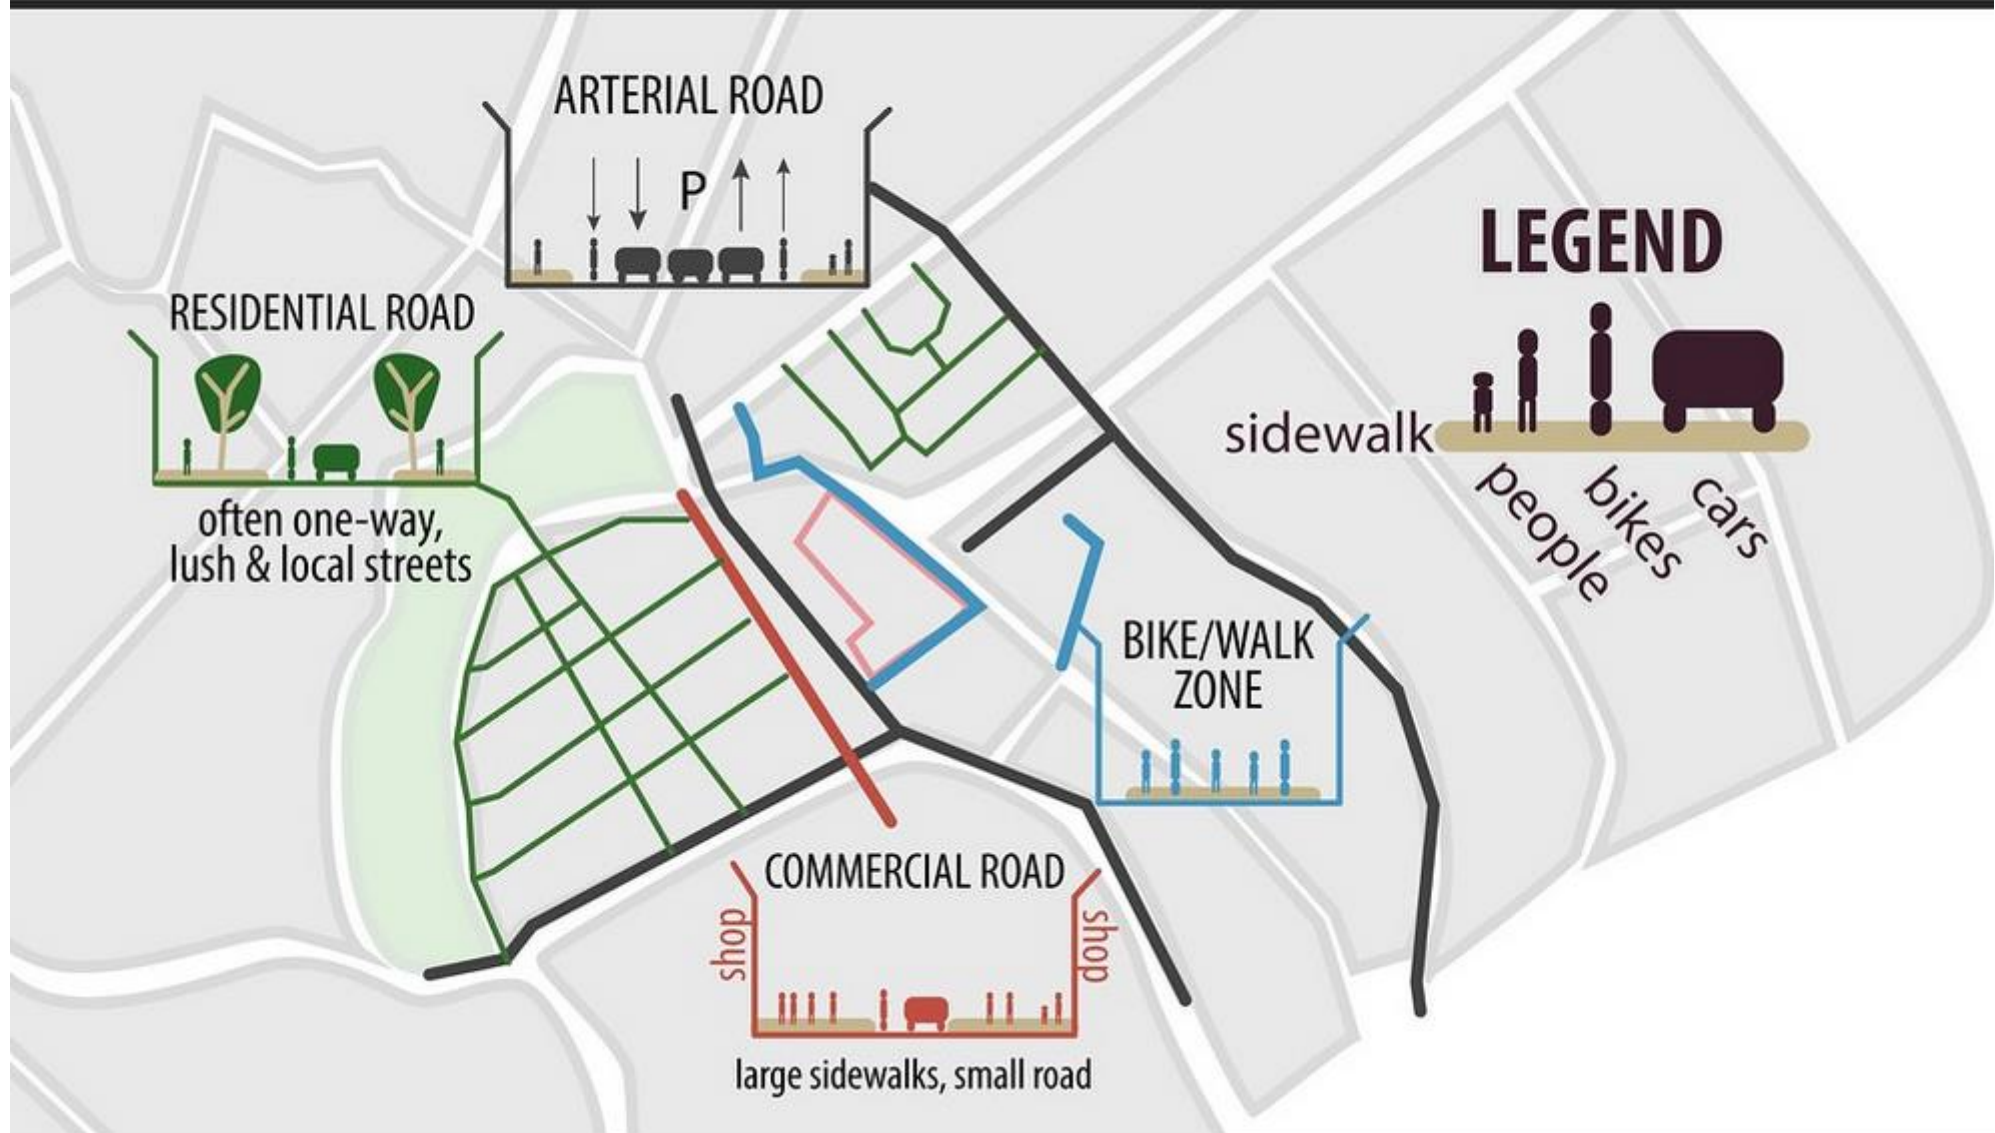 ARTERIAL ROAD
P
RESIDENTIAL ROAD
often one-way,
lush & local streets
LEGEND
sidewalk
people
bikes
cars
BIKE/WALK
ZONE
COMMERCIAL ROAD
shop
shop
large sidewalks, small road